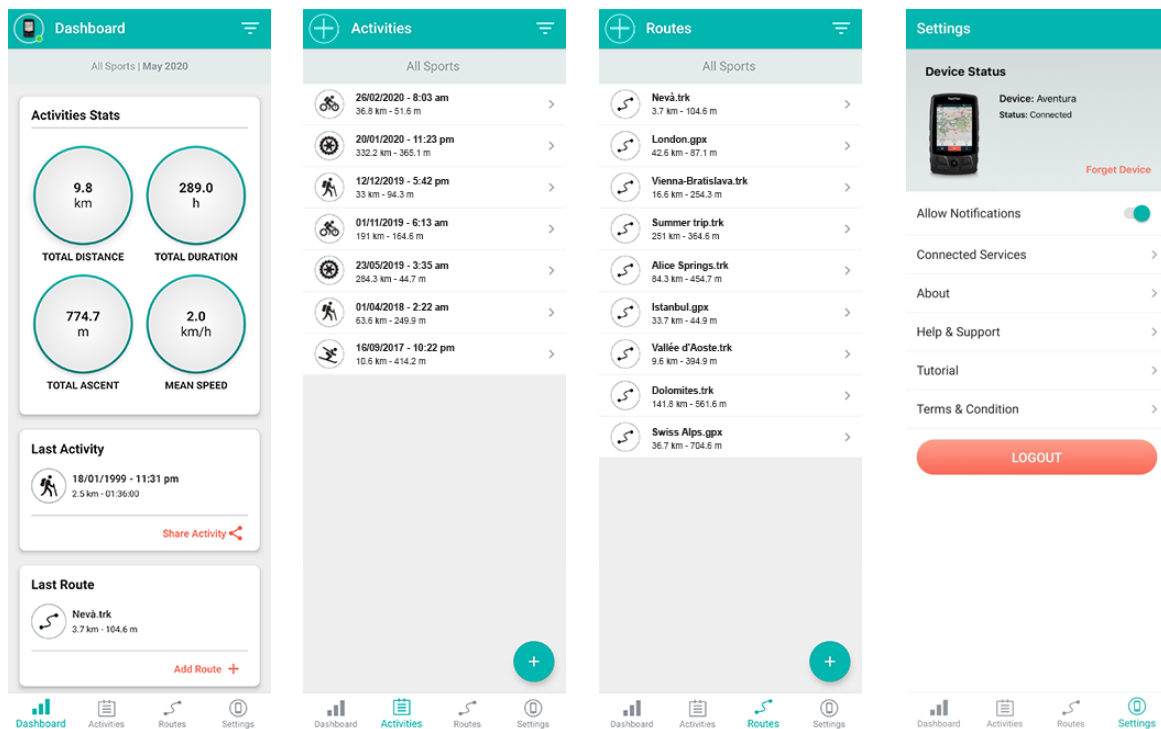 Dashboard
All Sports | May 2020
Activities Stats
9.8
km
TOTAL DISTANCE
289.0
h
TOTAL DURATION
774.7
m
TOTAL ASCENT
2.0
km/h
MEAN SPEED
Last Activity
18/01/1999 - 11:31 pm
2.5 km - 01:36:00
Share Activity
Last Route
Nevà.trk
3.7 km - 104.6 m
Add Route
Dashboard
Activities
Routes
Settings
Activities
All Sports
26/02/2020 - 8:03 am
36.8 km - 51.6 m
20/01/2020 - 11:23 pm
332.2 km - 365.1 m
12/12/2019 - 5:42 pm
33 km - 94.3 m
01/11/2019 - 6:13 am
191 km - 164.6 m
23/05/2019 - 3:35 am
284.3 km - 44.7 m
01/04/2018 - 2:22 am
63.6 km - 249.9 m
16/09/2017 - 10:22 pm
10.6 km - 414.2 m
Dashboard
Activities
Routes
Settings
Routes
All Sports
Nevà.trk
3.7 km - 104.6 m
London.gpx
42.6 km - 87.1 m
Vienna-Bratislava.trk
16.6 km - 254.3 m
Summer trip.trk
251 km - 364.6 m
Alice Springs.trk
84.3 km - 454.7 m
Istanbul.gpx
33.7 km - 44.9 m
Vallée d'Aoste.trk
9.6 km - 394.9 m
Dolomites.trk
141.8 km - 561.6 m
Swiss Alps.gpx
36.7 km - 704.6 m
Dashboard
Activities
Routes
Settings
Settings
Device Status
Device: Aventura
Status: Connected
Forget Device
Allow Notifications
Connected Services
About
Help & Support
Tutorial
Terms & Condition
LOGOUT
Dashboard
Activities
Routes
Settings